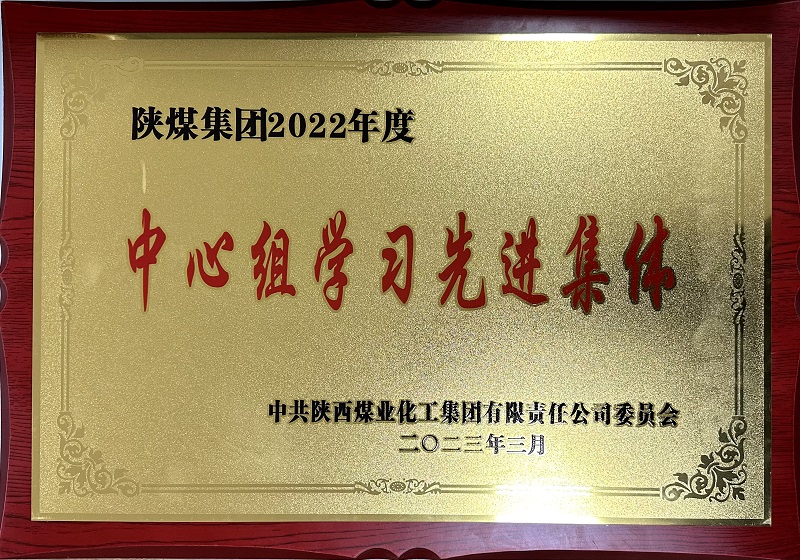 陕煤集团2022年度
中心组学习先进集体
中共陕西煤业化工集团有限责任公司委员会
二〇二三年三月